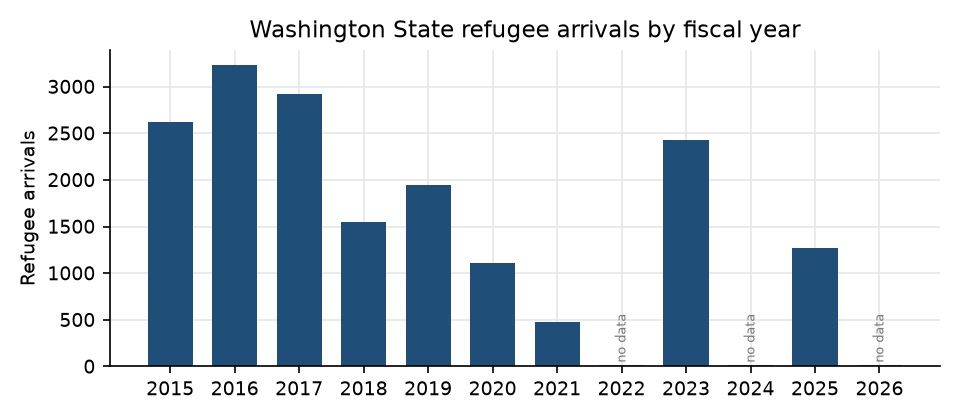 Washington State refugee arrivals by fiscal year
Refugee arrivals
3000
2500
2000
1500
1000
500
0
no data
no data
no data
2015 2016 2017 2018 2019 2020 2021 2022 2023 2024 2025 2026